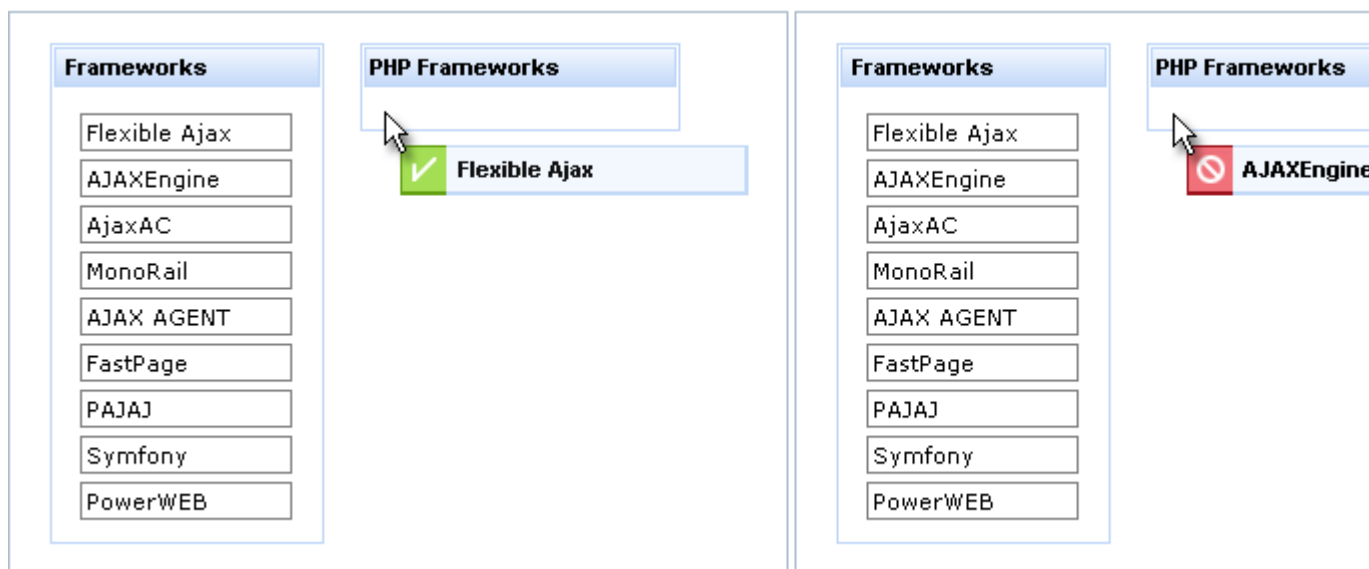 Frameworks
Flexible Ajax
AJAXEngine
AjaxAC
MonoRail
AJAX AGENT
FastPage
PAJAJ
Symfony
PowerWEB
PHP Frameworks
Flexible Ajax
Frameworks
Flexible Ajax
AJAXEngine
AjaxAC
MonoRail
AJAX AGENT
FastPage
PAJAJ
Symfony
PowerWEB
PHP Frameworks
AJAXEngine